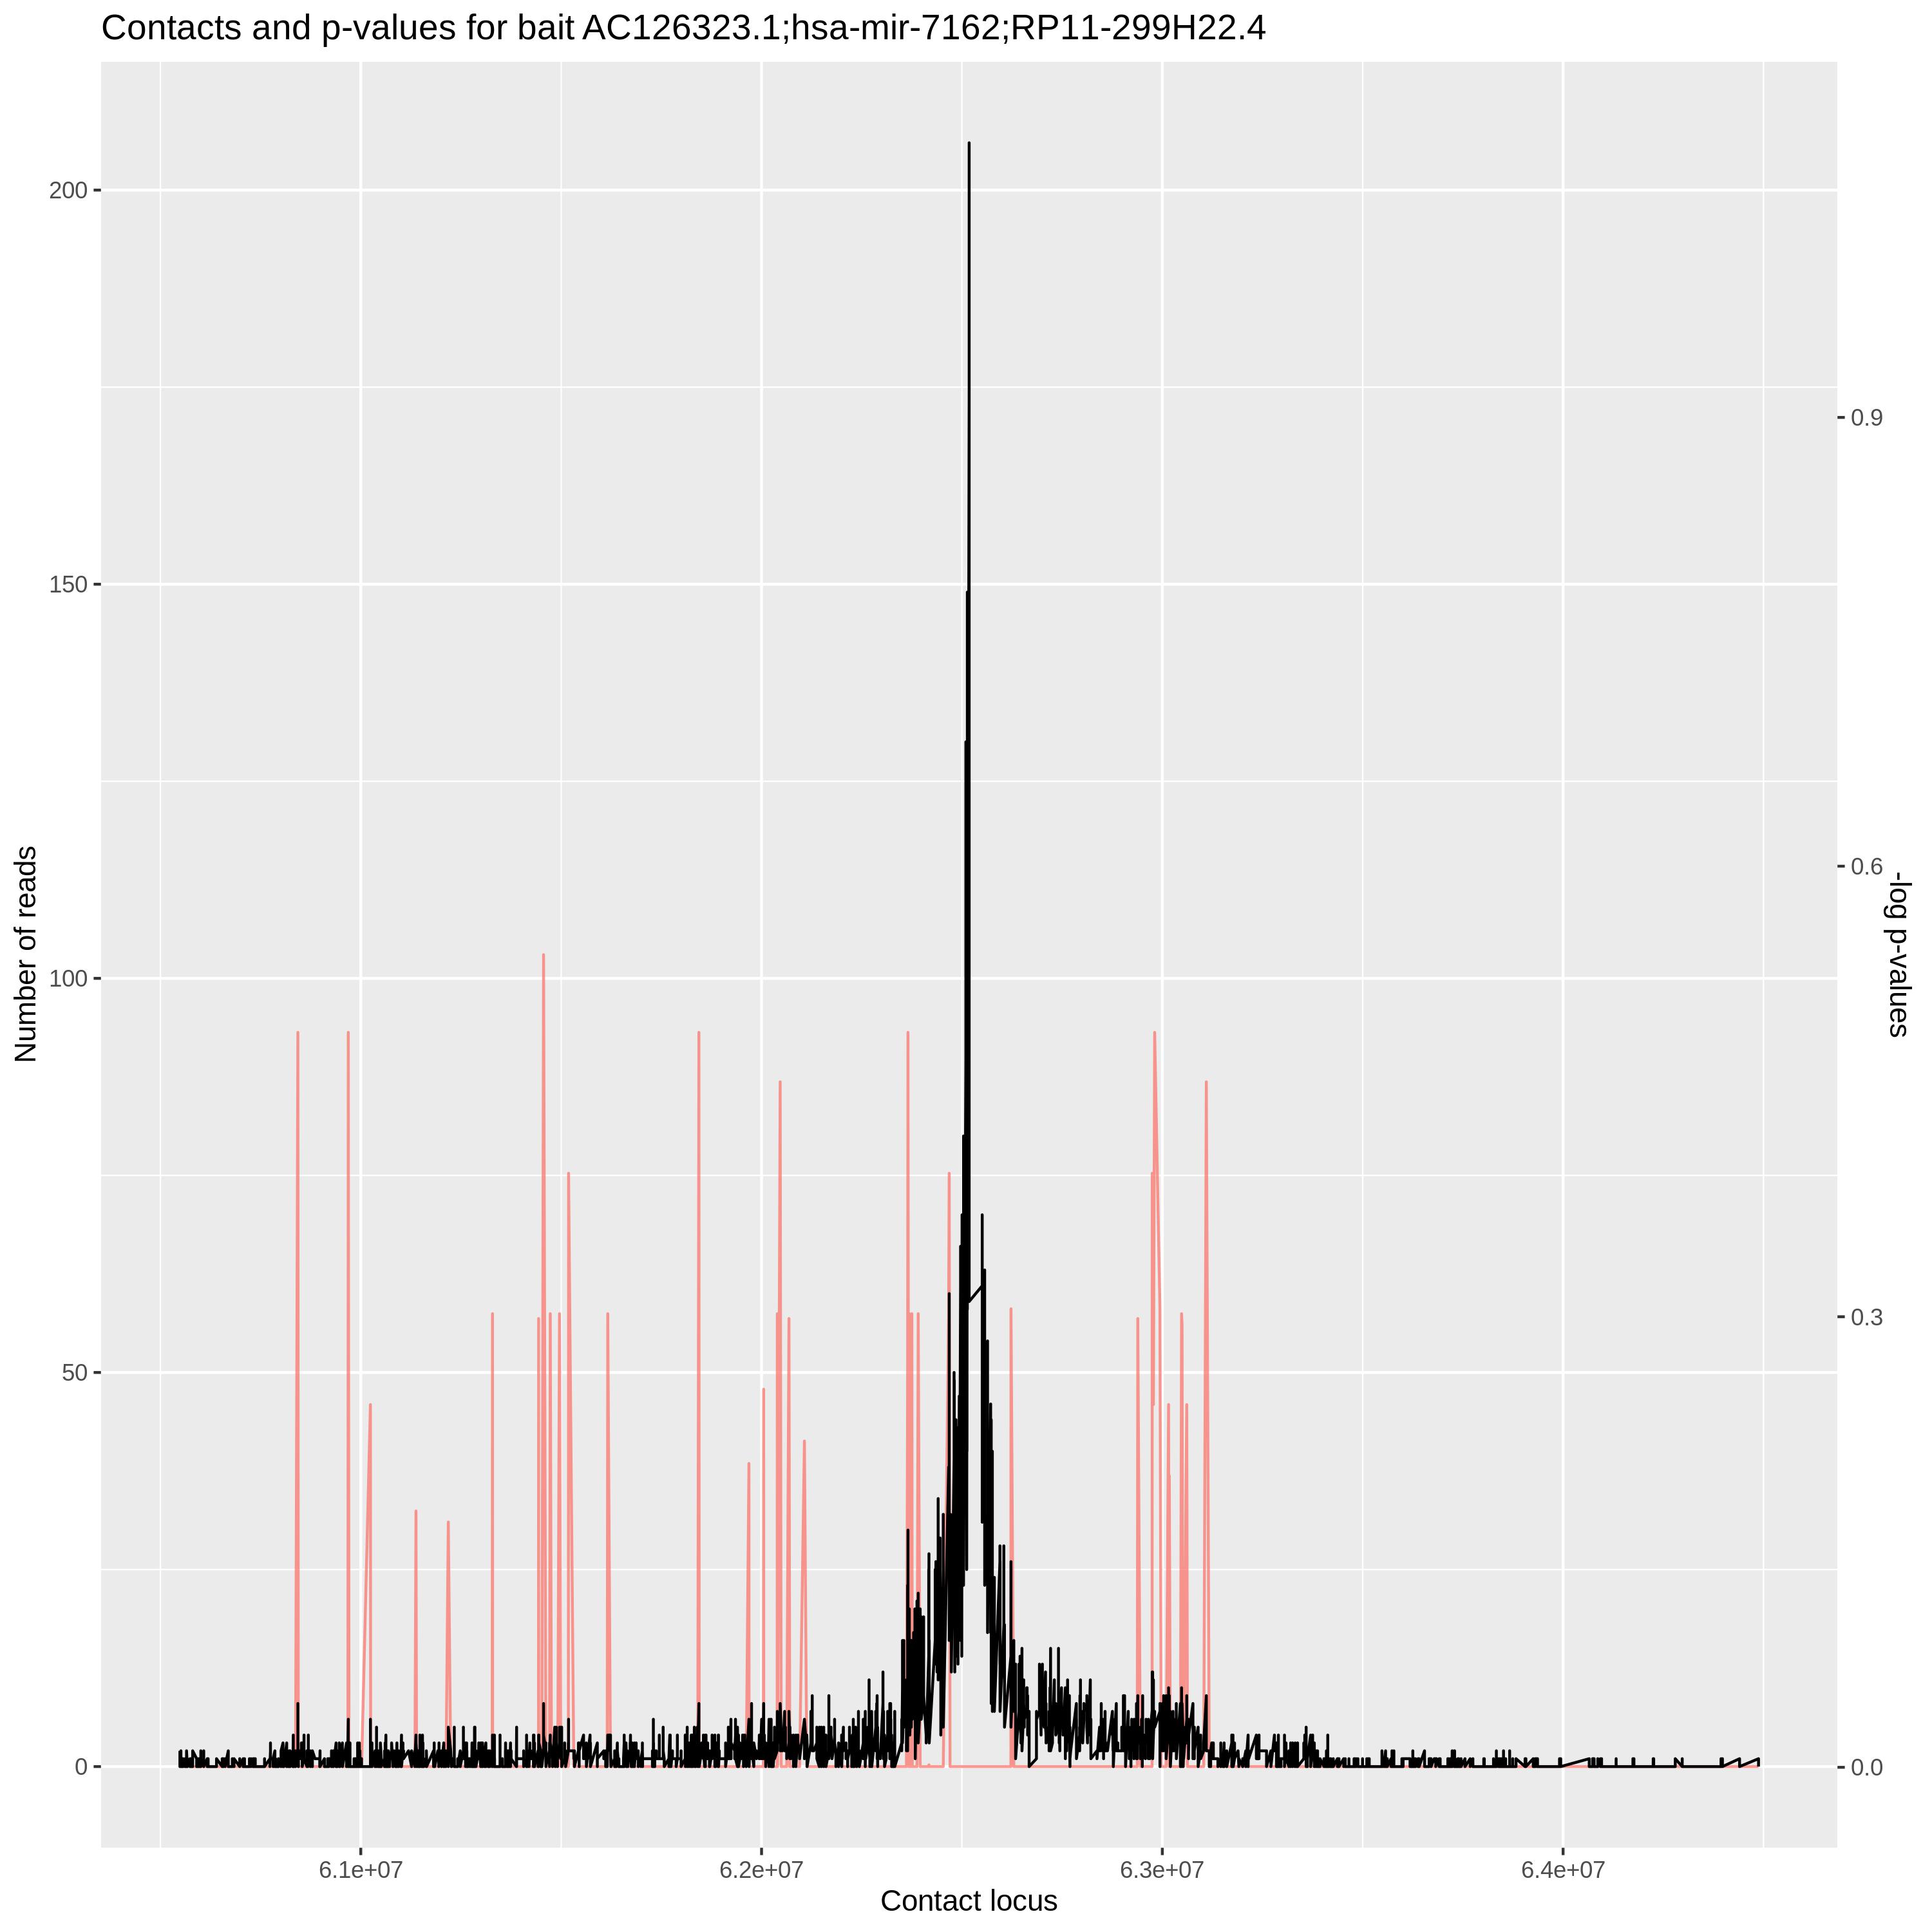 Contacts and p-values for bait AC126323.1;hsa-mir-7162;RP11-299H22.4
200
150
100
50
0
Number of reads
0.9
0.6
0.3
0.0
-log p-values
6.1e+07
6.2e+07
6.3e+07
6.4e+07
Contact locus